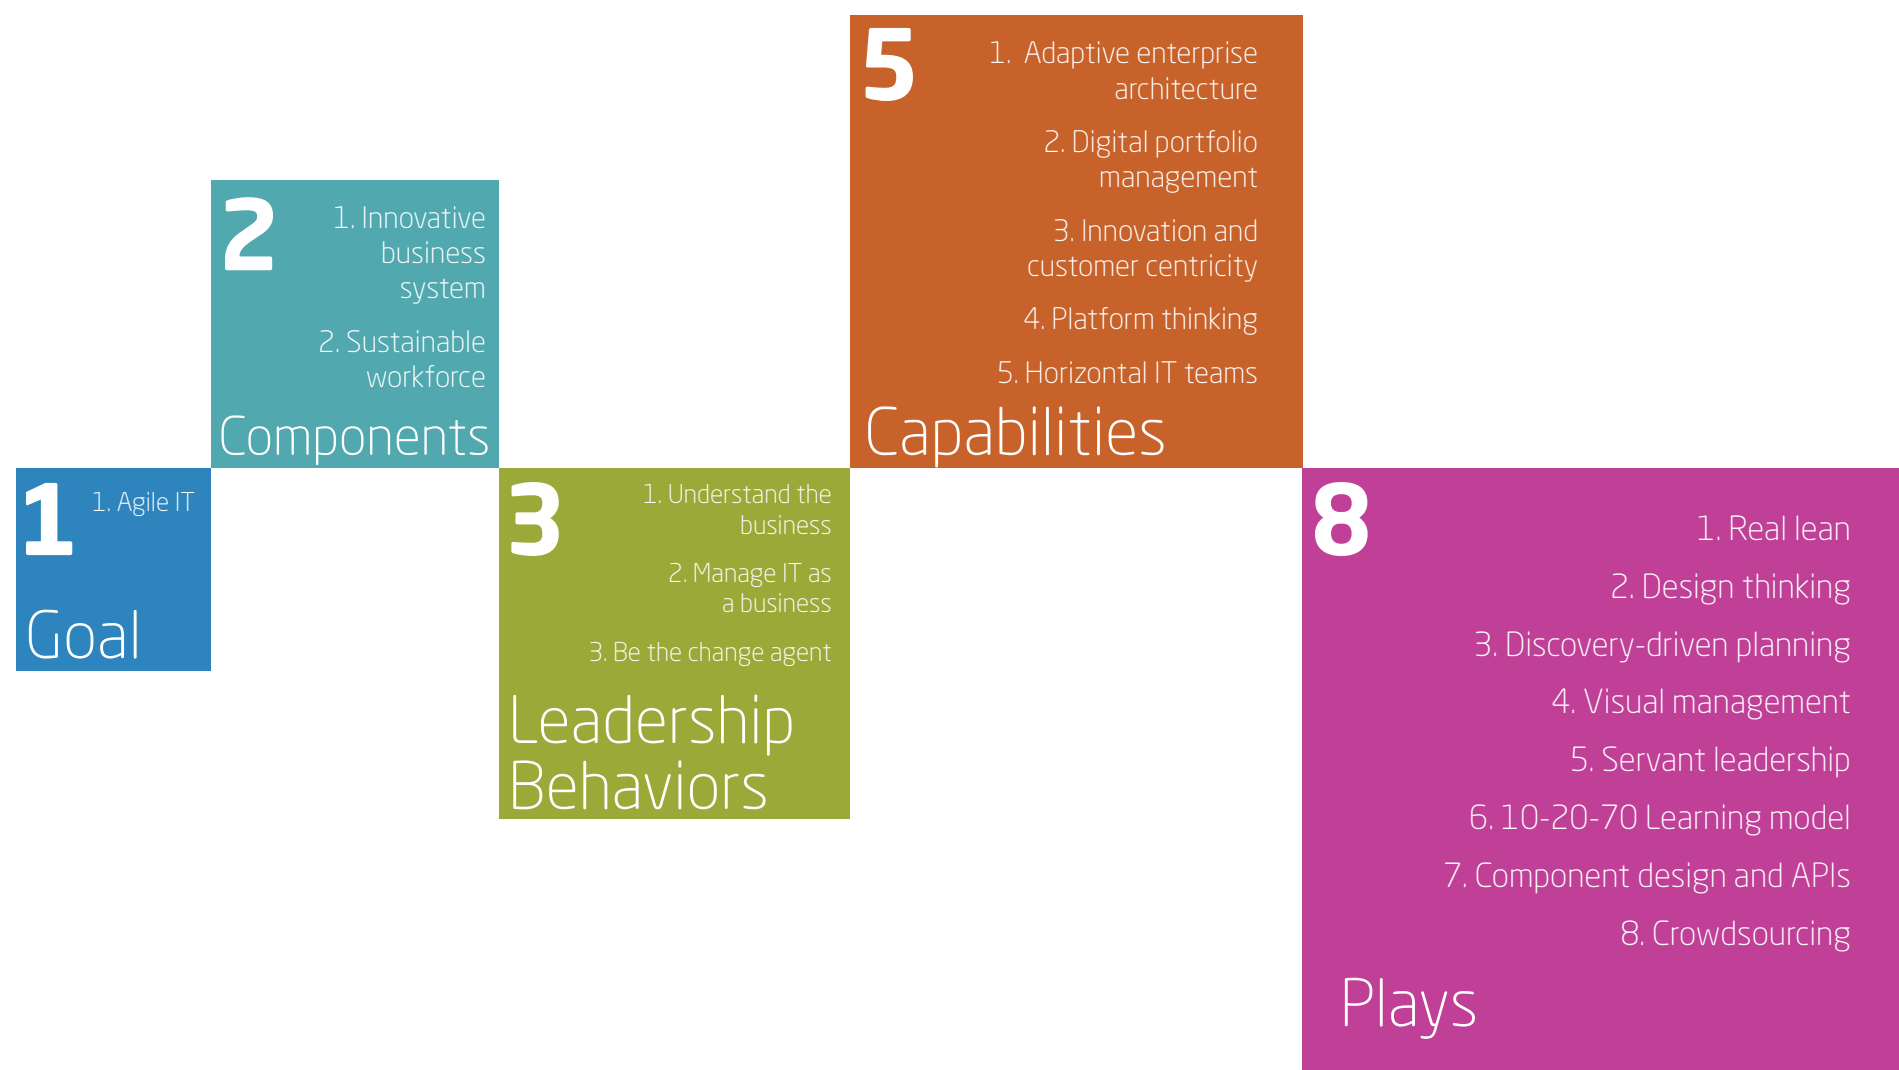 1
1. Agile IT
Goal
2
1. Innovative
business
system
2. Sustainable
workforce
Components
3
1. Understand the
business
2. Manage IT as
a business
3. Be the change agent
Leadership
Behaviors
5
1. Adaptive enterprise
architecture
2. Digital portfolio
management
3. Innovation and
customer centricity
4. Platform thinking
5. Horizontal IT teams
Capabilities
8
1. Real lean
2. Design thinking
3. Discovery-driven planning
4. Visual management
5. Servant leadership
6. 10-20-70 Learning model
7. Component design and APIs
8. Crowdsourcing
Plays